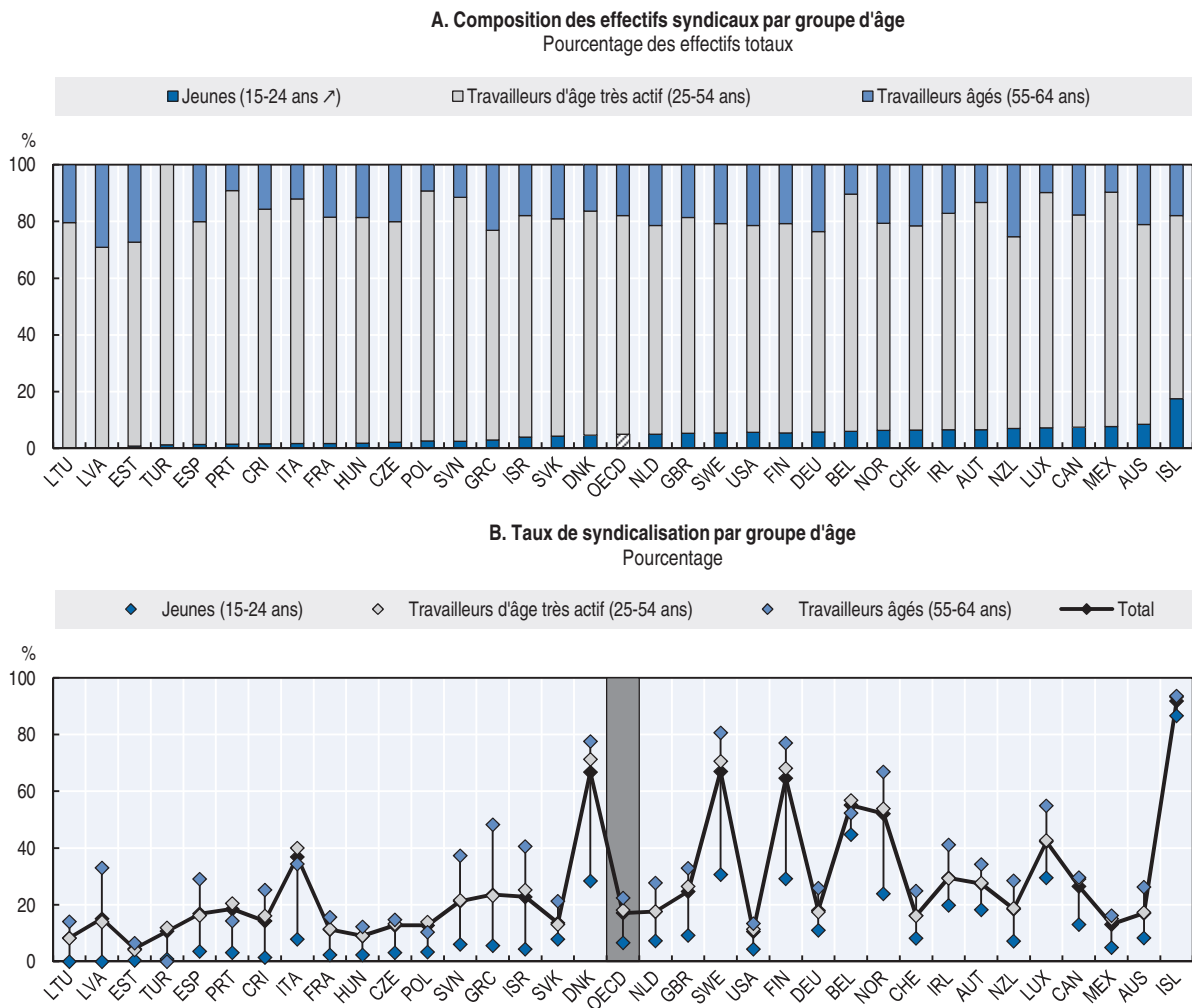 A. Composition des effectifs syndicaux par groupe d'âge
Pourcentage des effectifs totaux
Jeunes (15-24 ans ↗) Travailleurs d'âge très actif (25-54 ans) Travailleurs âgés (55-64 ans)
%
100
80
60
40
20
0
LTU LVA EST TUR ESP PRT CRI ITA FRA HUN CZE POL SVN GRC ISR SVK DNK OECD NLD GBR SWE USA FIN DEU BEL NOR CHE IRL AUT NZL LUX CAN MEX AUS ISL
B. Taux de syndicalisation par groupe d'âge
Pourcentage
Jeunes (15-24 ans) Travailleurs d'âge très actif (25-54 ans) Travailleurs âgés (55-64 ans) Total
%
100
80
60
40
20
0
LTU LVA EST TUR ESP PRT CRI ITA FRA HUN CZE POL SVN GRC ISR SVK DNK OECD NLD GBR SWE USA FIN DEU BEL NOR CHE IRL AUT NZL LUX CAN MEX AUS ISL